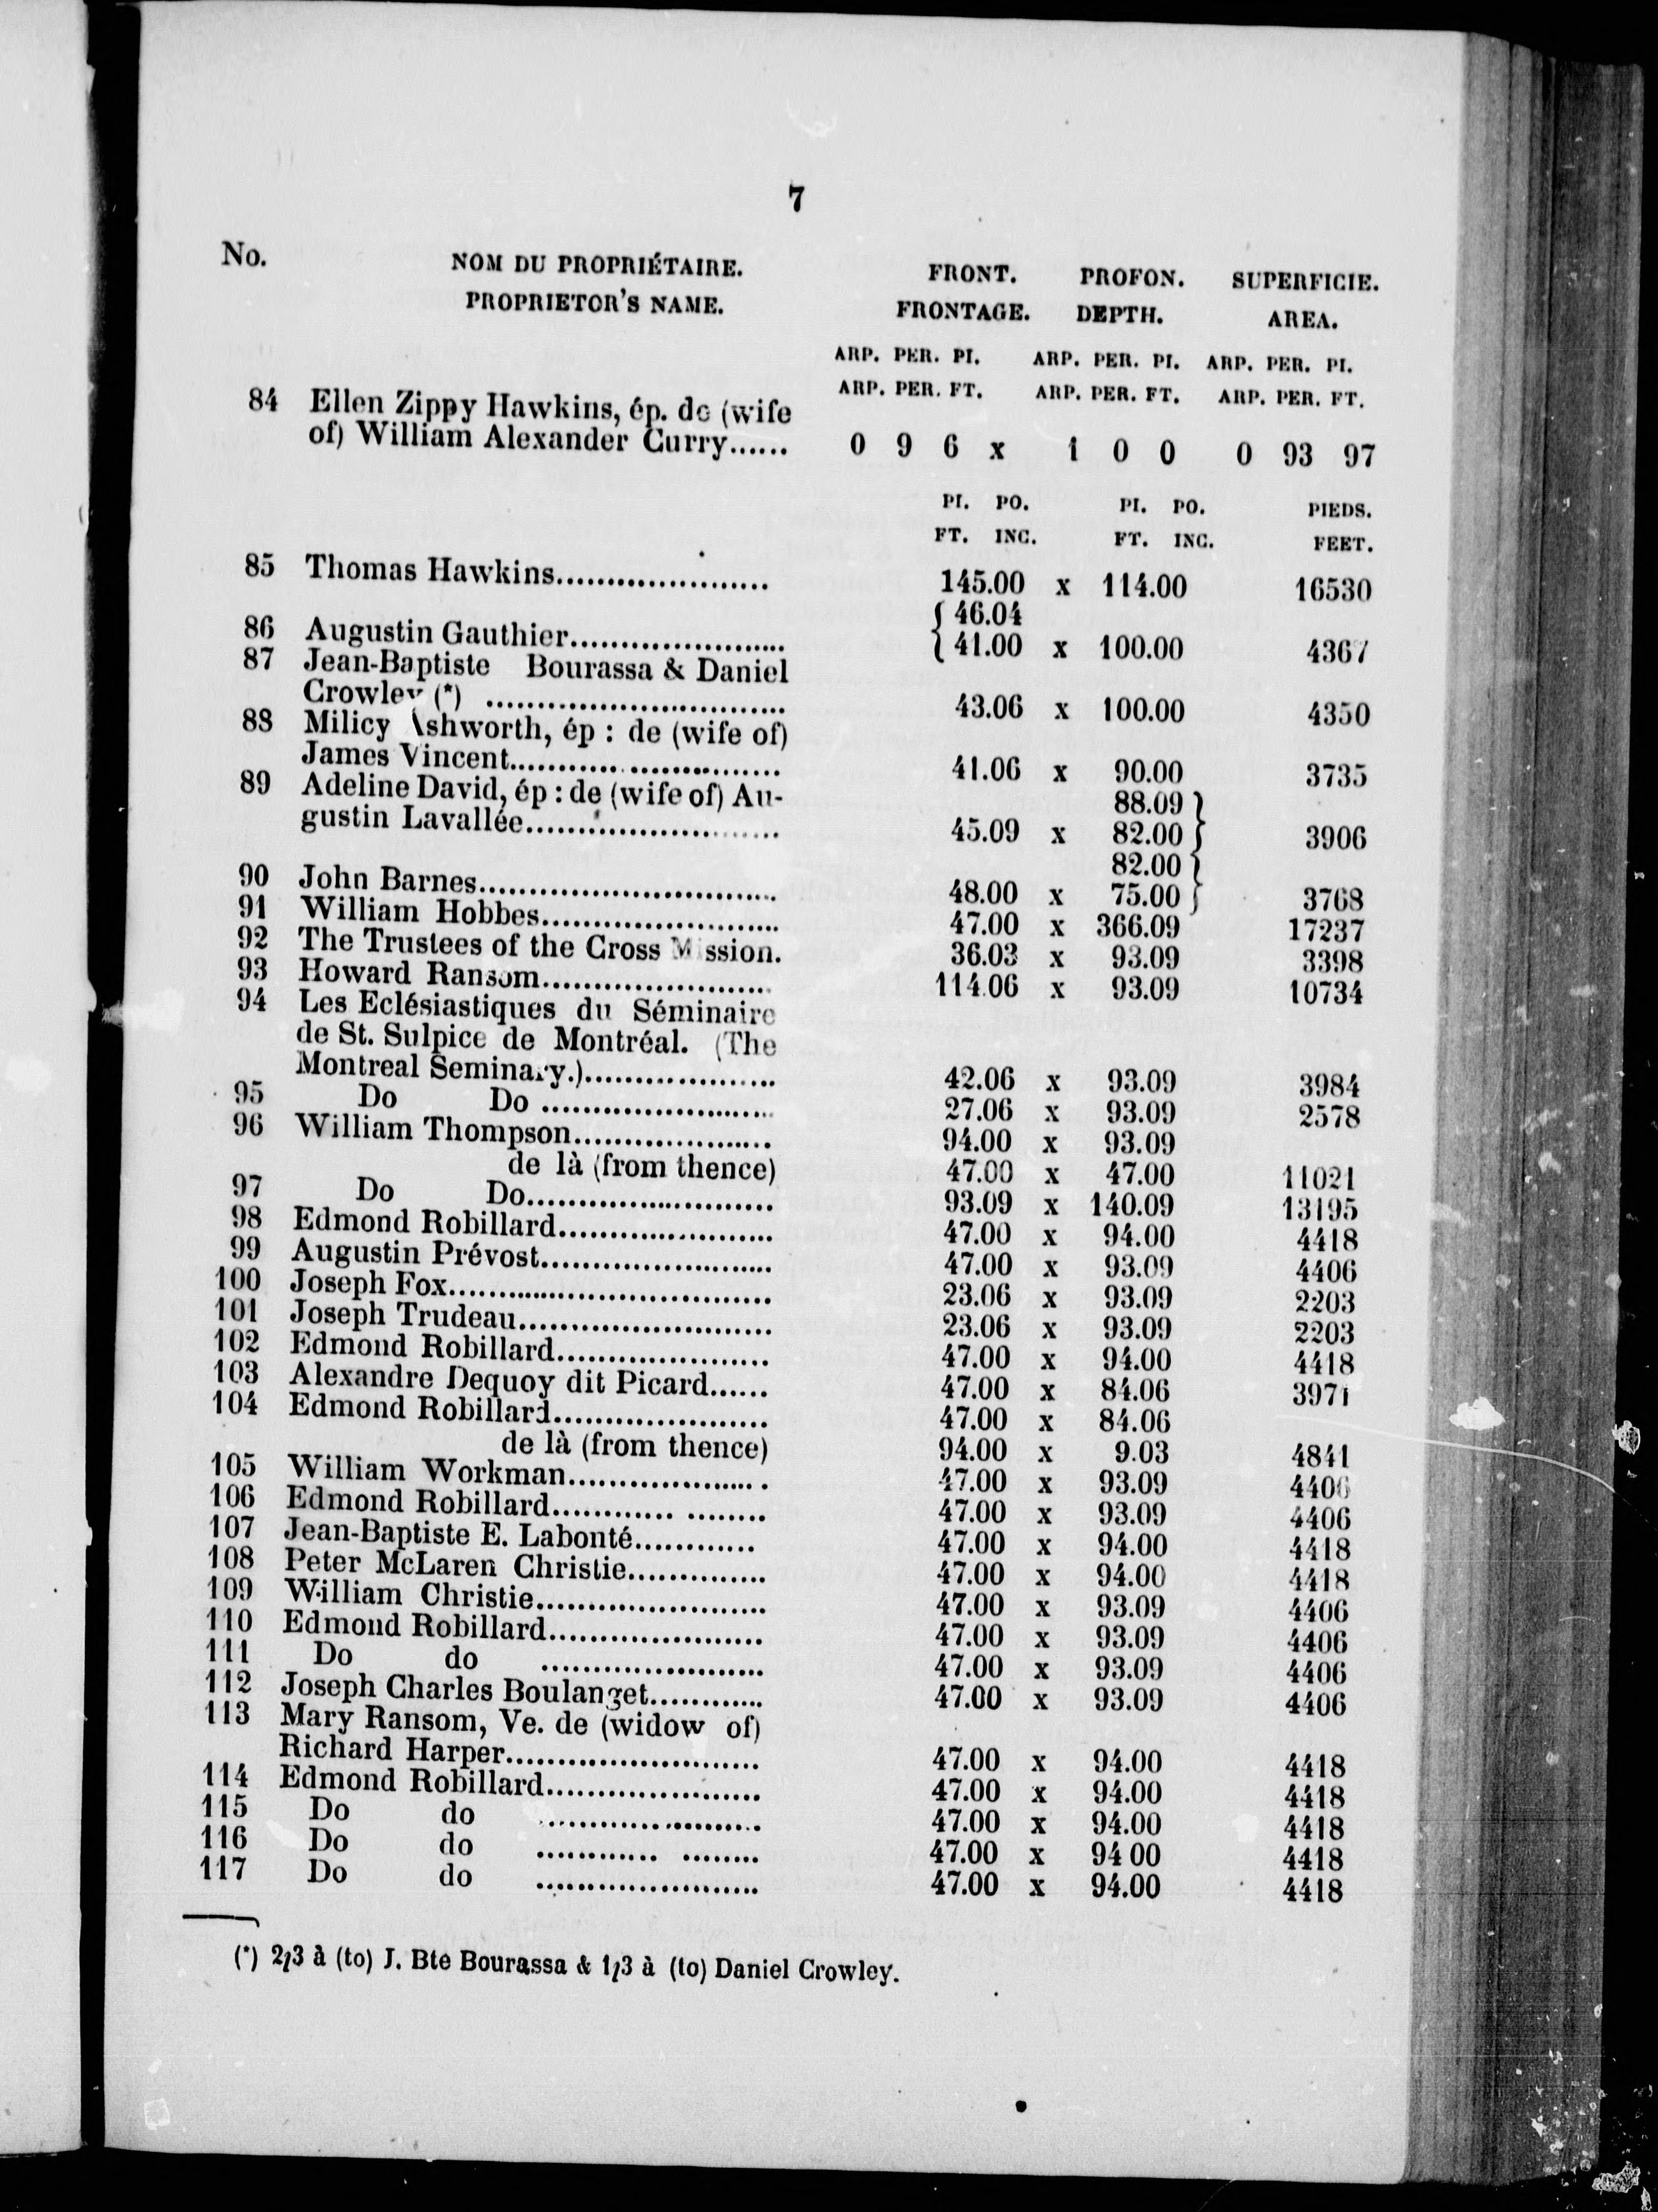 7
No. NOM DU PROPRIÉTAIRE. FRONT. PROFON. SUPERFICIE.
PROPRIETOR'S NAME. FRONTAGE. DEPTH. AREA.
ARP. PER. PI. ARP. PER. PI. ARP. PER. PI.
ARP. PER. FT. ARP. PER. FT. ARP. PER. FT.
84 Ellen Zippy Hawkins, ép. de (wife
of) William Alexander Curry...... 0 9 6 x 1 0 0 0 93 97
PI. PO. PI. PO. PIEDS.
FT. INC. FT. INC. FEET.
85 Thomas Hawkins..................... 145.00 x 114.00 16530
{ 46.04
86 Augustin Gauthier..................... { 41.00 x 100.00 4367
87 Jean-Baptiste Bourassa & Daniel
Crowley (*) ............................. 43.06 x 100.00 4350
88 Milicy Ashworth, ép : de (wife of)
James Vincent........................... 41.06 x 90.00 3735
89 Adeline David, ép : de (wife of) Au- 88.09 }
gustin Lavallée......................... 45.09 x 82.00 } 3906
82.00 }
90 John Barnes............................. 48.00 x 75.00 } 3768
91 William Hobbes....................... 47.00 x 366.09 17237
92 The Trustees of the Cross Mission. 36.03 x 93.09 3398
93 Howard Ransom....................... 114.06 x 93.09 10734
94 Les Eclésiastiques du Séminaire
de St. Sulpice de Montréal. (The
Montreal Seminary.)................... 42.06 x 93.09 3984
95 Do Do ....................... 27.06 x 93.09 2578
96 William Thompson................... 94.00 x 93.09
de là (from thence) 47.00 x 47.00 11021
97 Do Do........................ 93.09 x 140.09 13195
98 Edmond Robillard..................... 47.00 x 94.00 4418
99 Augustin Prévost....................... 47.00 x 93.09 4406
100 Joseph Fox............................... 23.06 x 93.09 2203
101 Joseph Trudeau......................... 23.06 x 93.09 2203
102 Edmond Robillard..................... 47.00 x 94.00 4418
103 Alexandre Dequoy dit Picard...... 47.00 x 84.06 3971
104 Edmond Robillard..................... 47.00 x 84.06
de là (from thence) 94.00 x 9.03 4841
105 William Workman.................... 47.00 x 93.09 4406
106 Edmond Robillard............ ........ 47.00 x 93.09 4406
107 Jean-Baptiste E. Labonté............ 47.00 x 94.00 4418
108 Peter McLaren Christie.............. 47.00 x 94.00 4418
109 William Christie....................... 47.00 x 93.09 4406
110 Edmond Robillard..................... 47.00 x 93.09 4406
111 Do do ...................... 47.00 x 93.09 4406
112 Joseph Charles Boulanget............ 47.00 x 93.09 4406
113 Mary Ransom, Ve. de (widow of)
Richard Harper......................... 47.00 x 94.00 4418
114 Edmond Robillard..................... 47.00 x 94.00 4418
115 Do do ...................... 47.00 x 94.00 4418
116 Do do ............ ........ 47.00 x 94 00 4418
117 Do do ...................... 47.00 x 94.00 4418
(*) 2/3 à (to) J. Bte Bourassa & 1/3 à (to) Daniel Crowley.